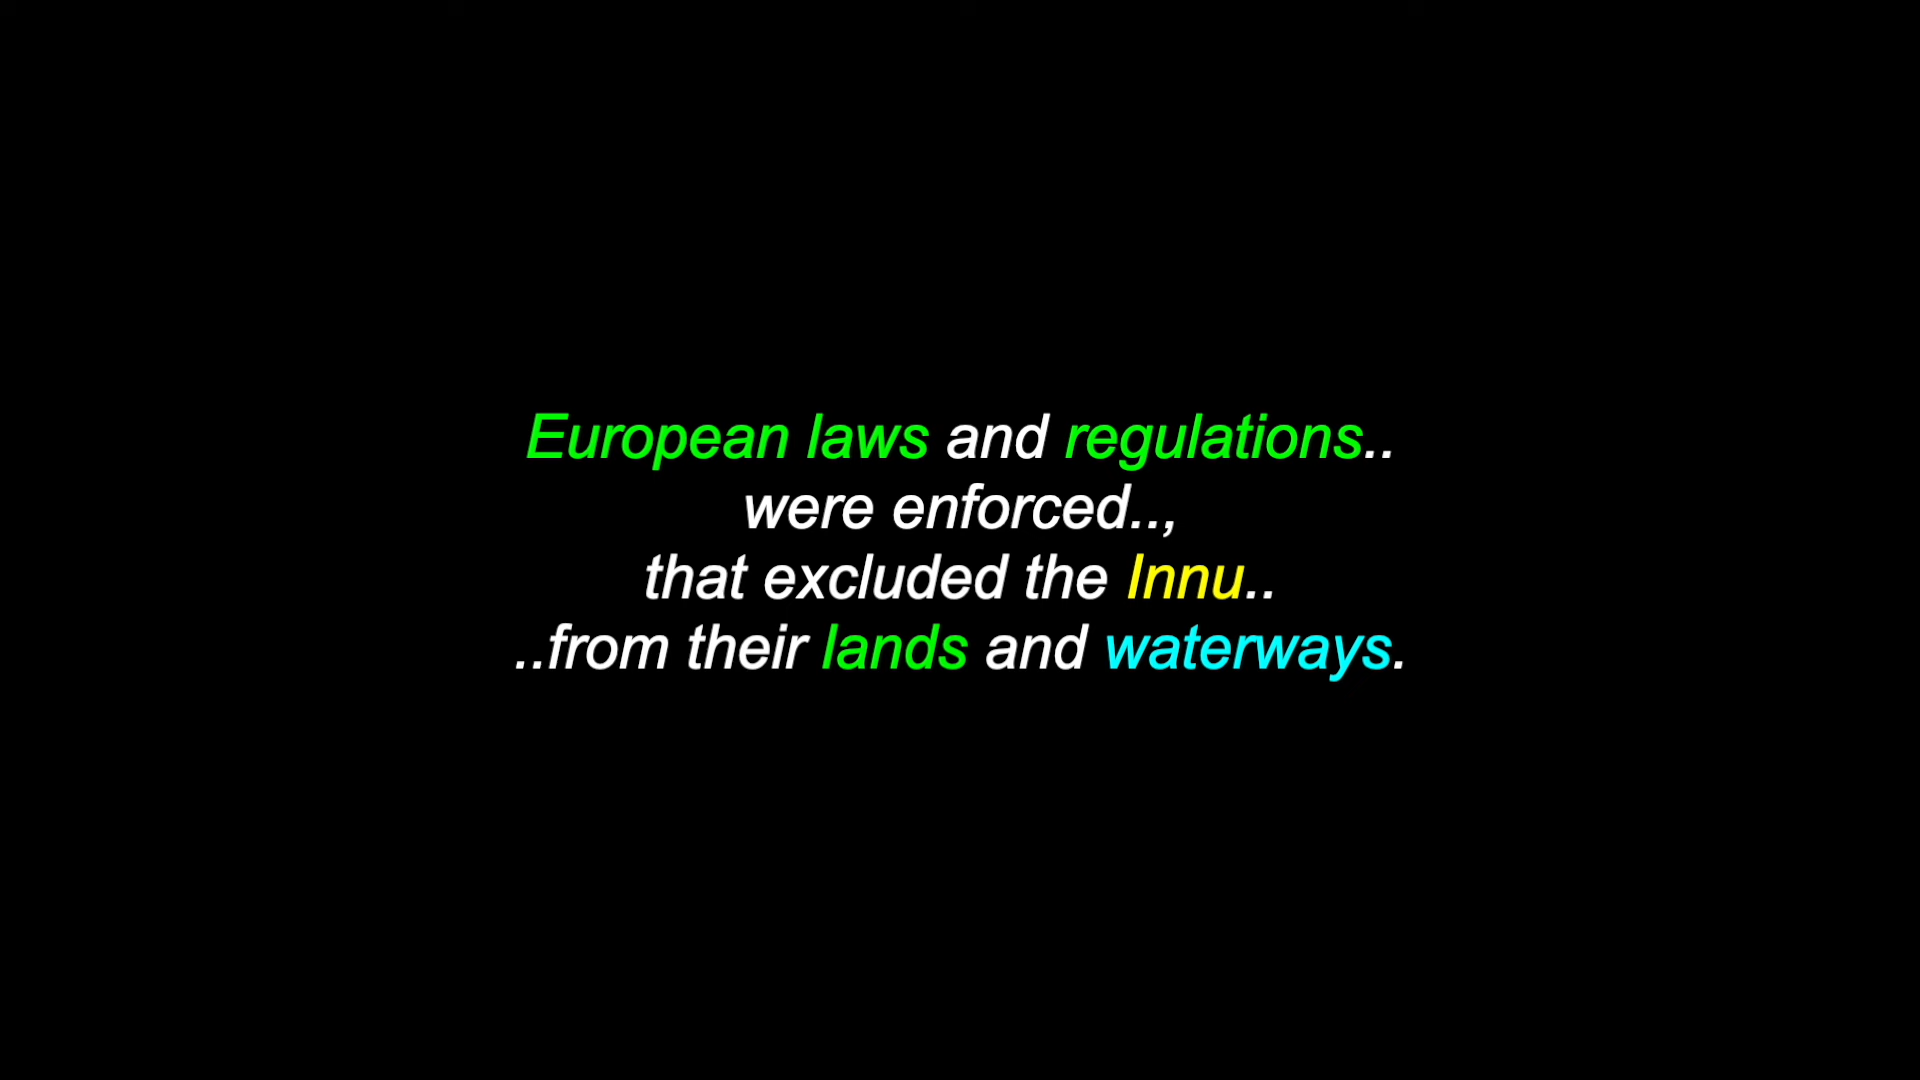 European laws and regulations..
were enforced..,
that excluded the Innu..
..from their lands and waterways.